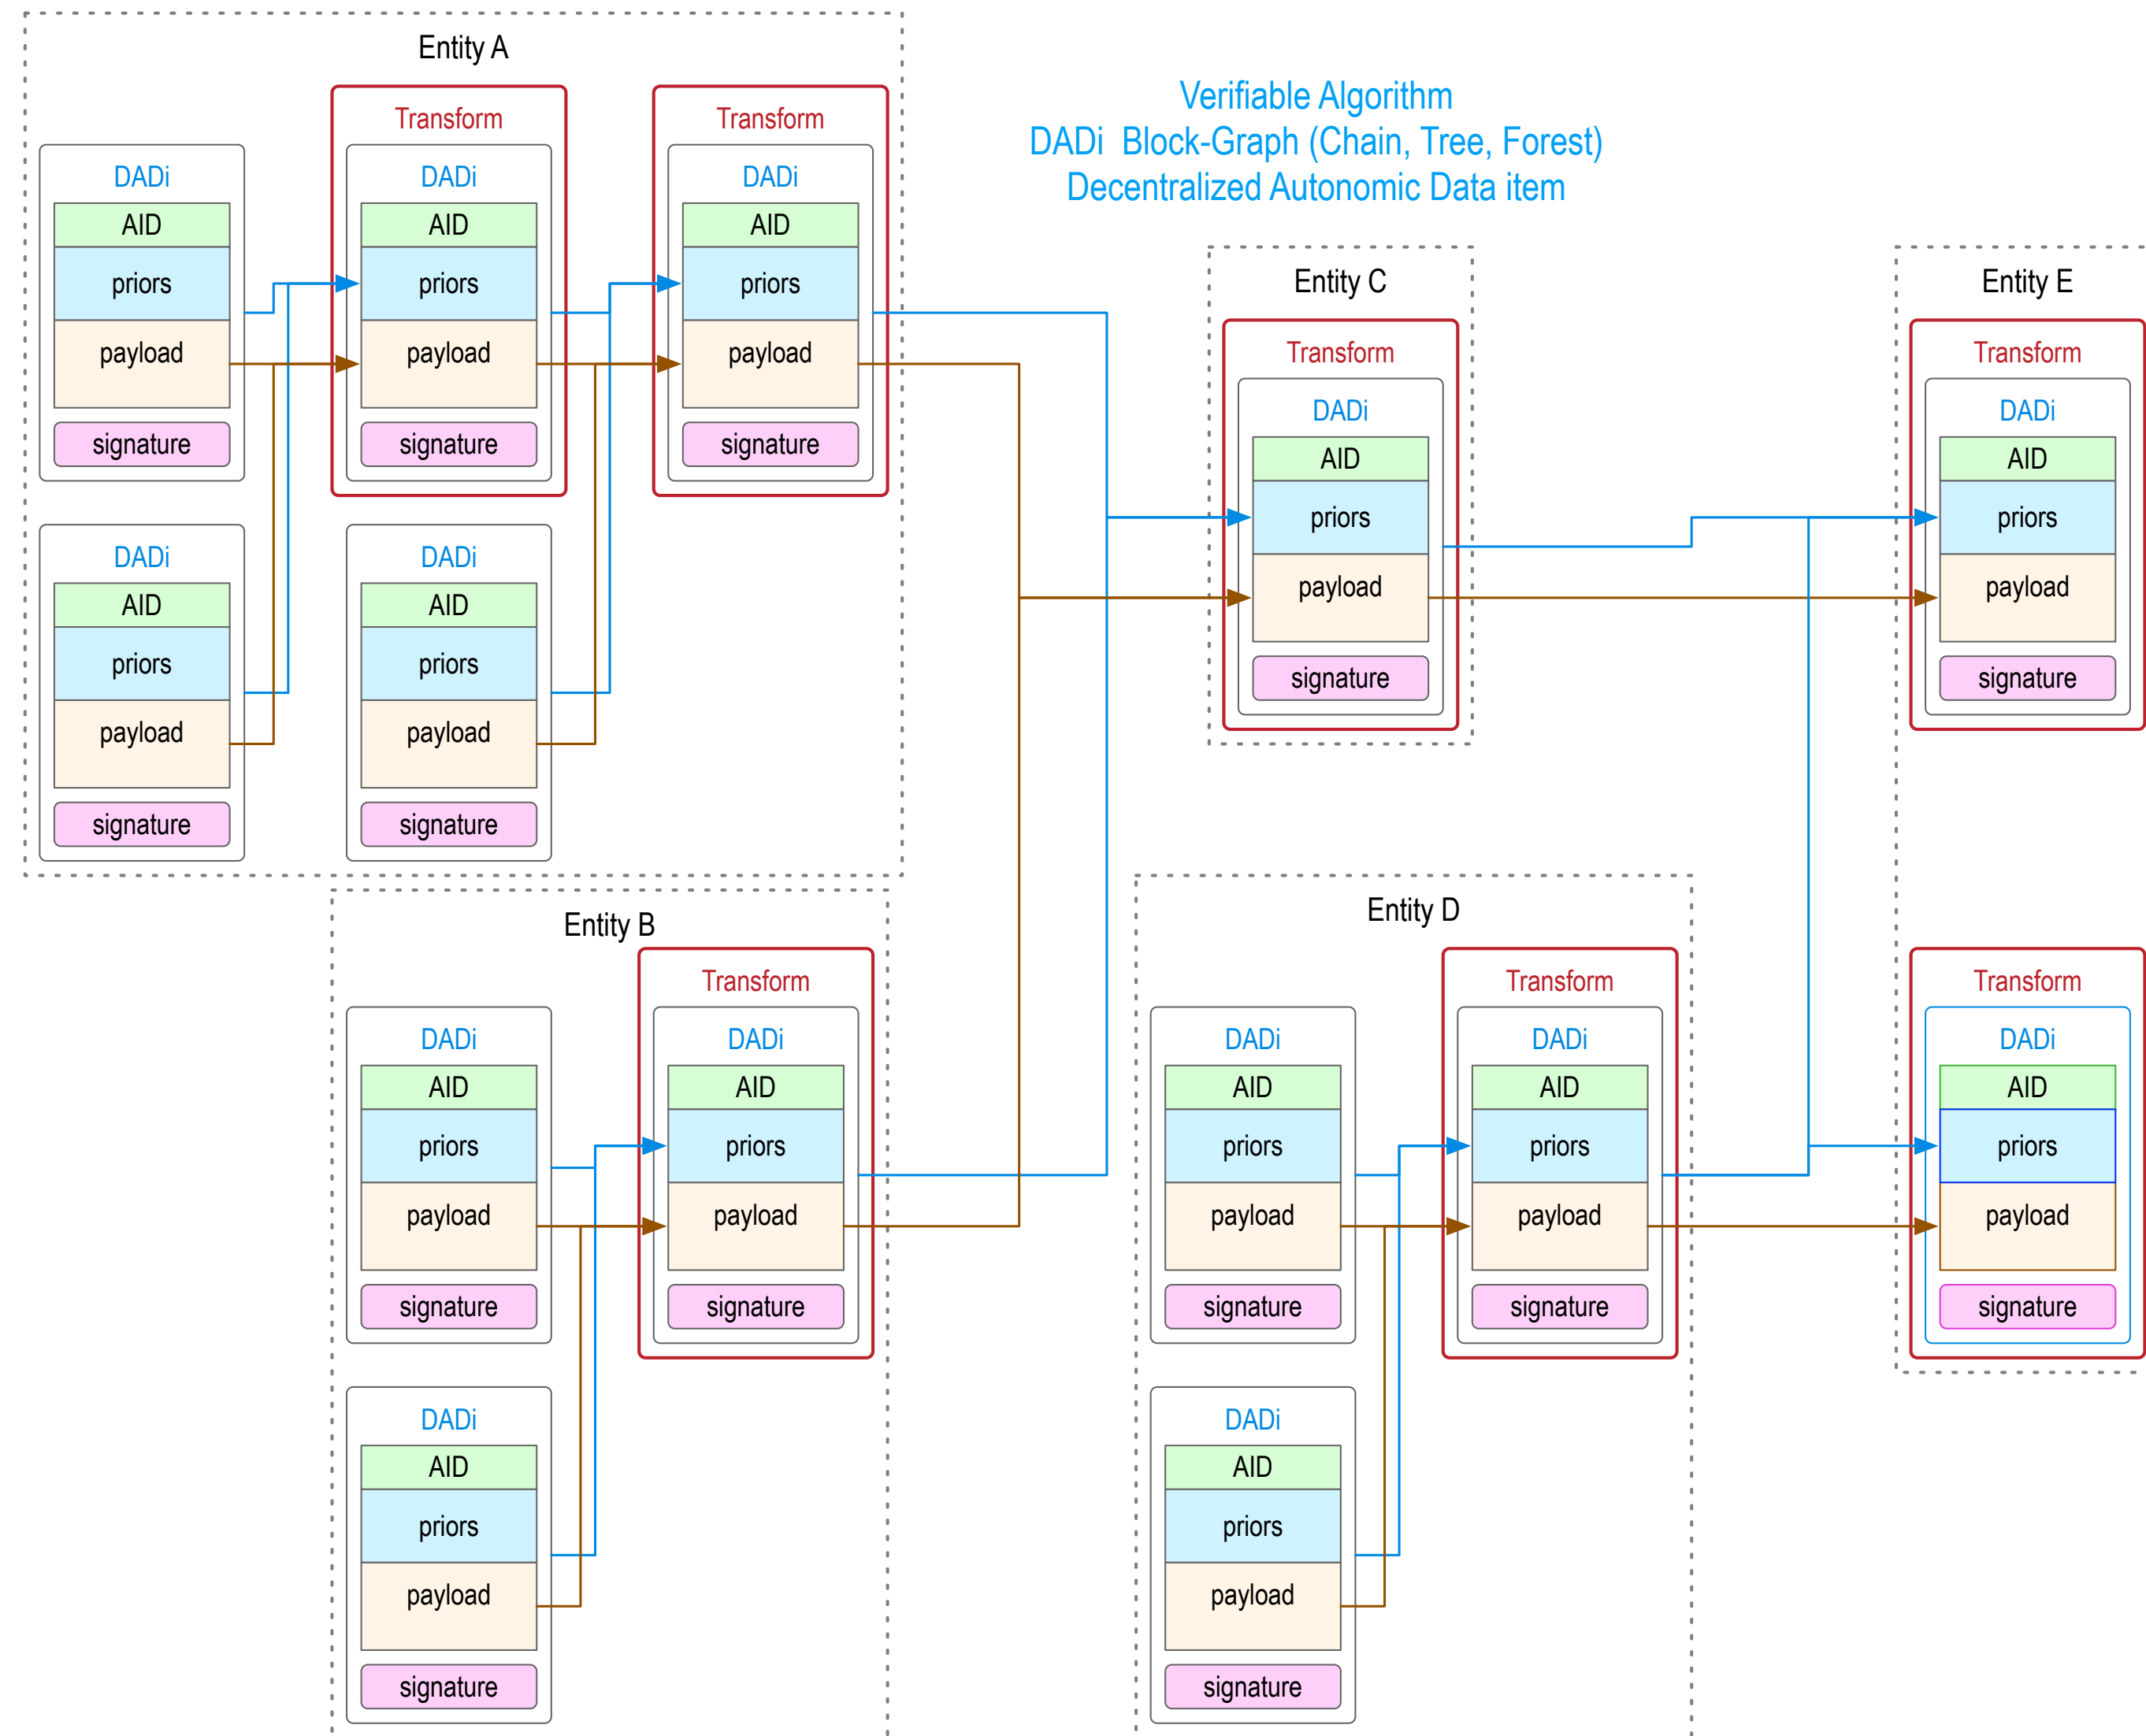 Entity A
Transform
Transform
DADi
AID
priors
payload
signature
DADi
AID
priors
payload
signature
DADi
AID
priors
payload
signature
DADi
AID
priors
payload
signature
DADi
AID
priors
payload
signature
Verifiable Algorithm
DADi Block-Graph (Chain, Tree, Forest)
Decentralized Autonomic Data item
Entity C
Transform
DADi
AID
priors
payload
signature
Entity E
Transform
DADi
AID
priors
payload
signature
Transform
DADi
AID
priors
payload
signature
Entity B
Transform
DADi
AID
priors
payload
signature
DADi
AID
priors
payload
signature
DADi
AID
priors
payload
signature
Entity D
Transform
DADi
AID
priors
payload
signature
DADi
AID
priors
payload
signature
DADi
AID
priors
payload
signature